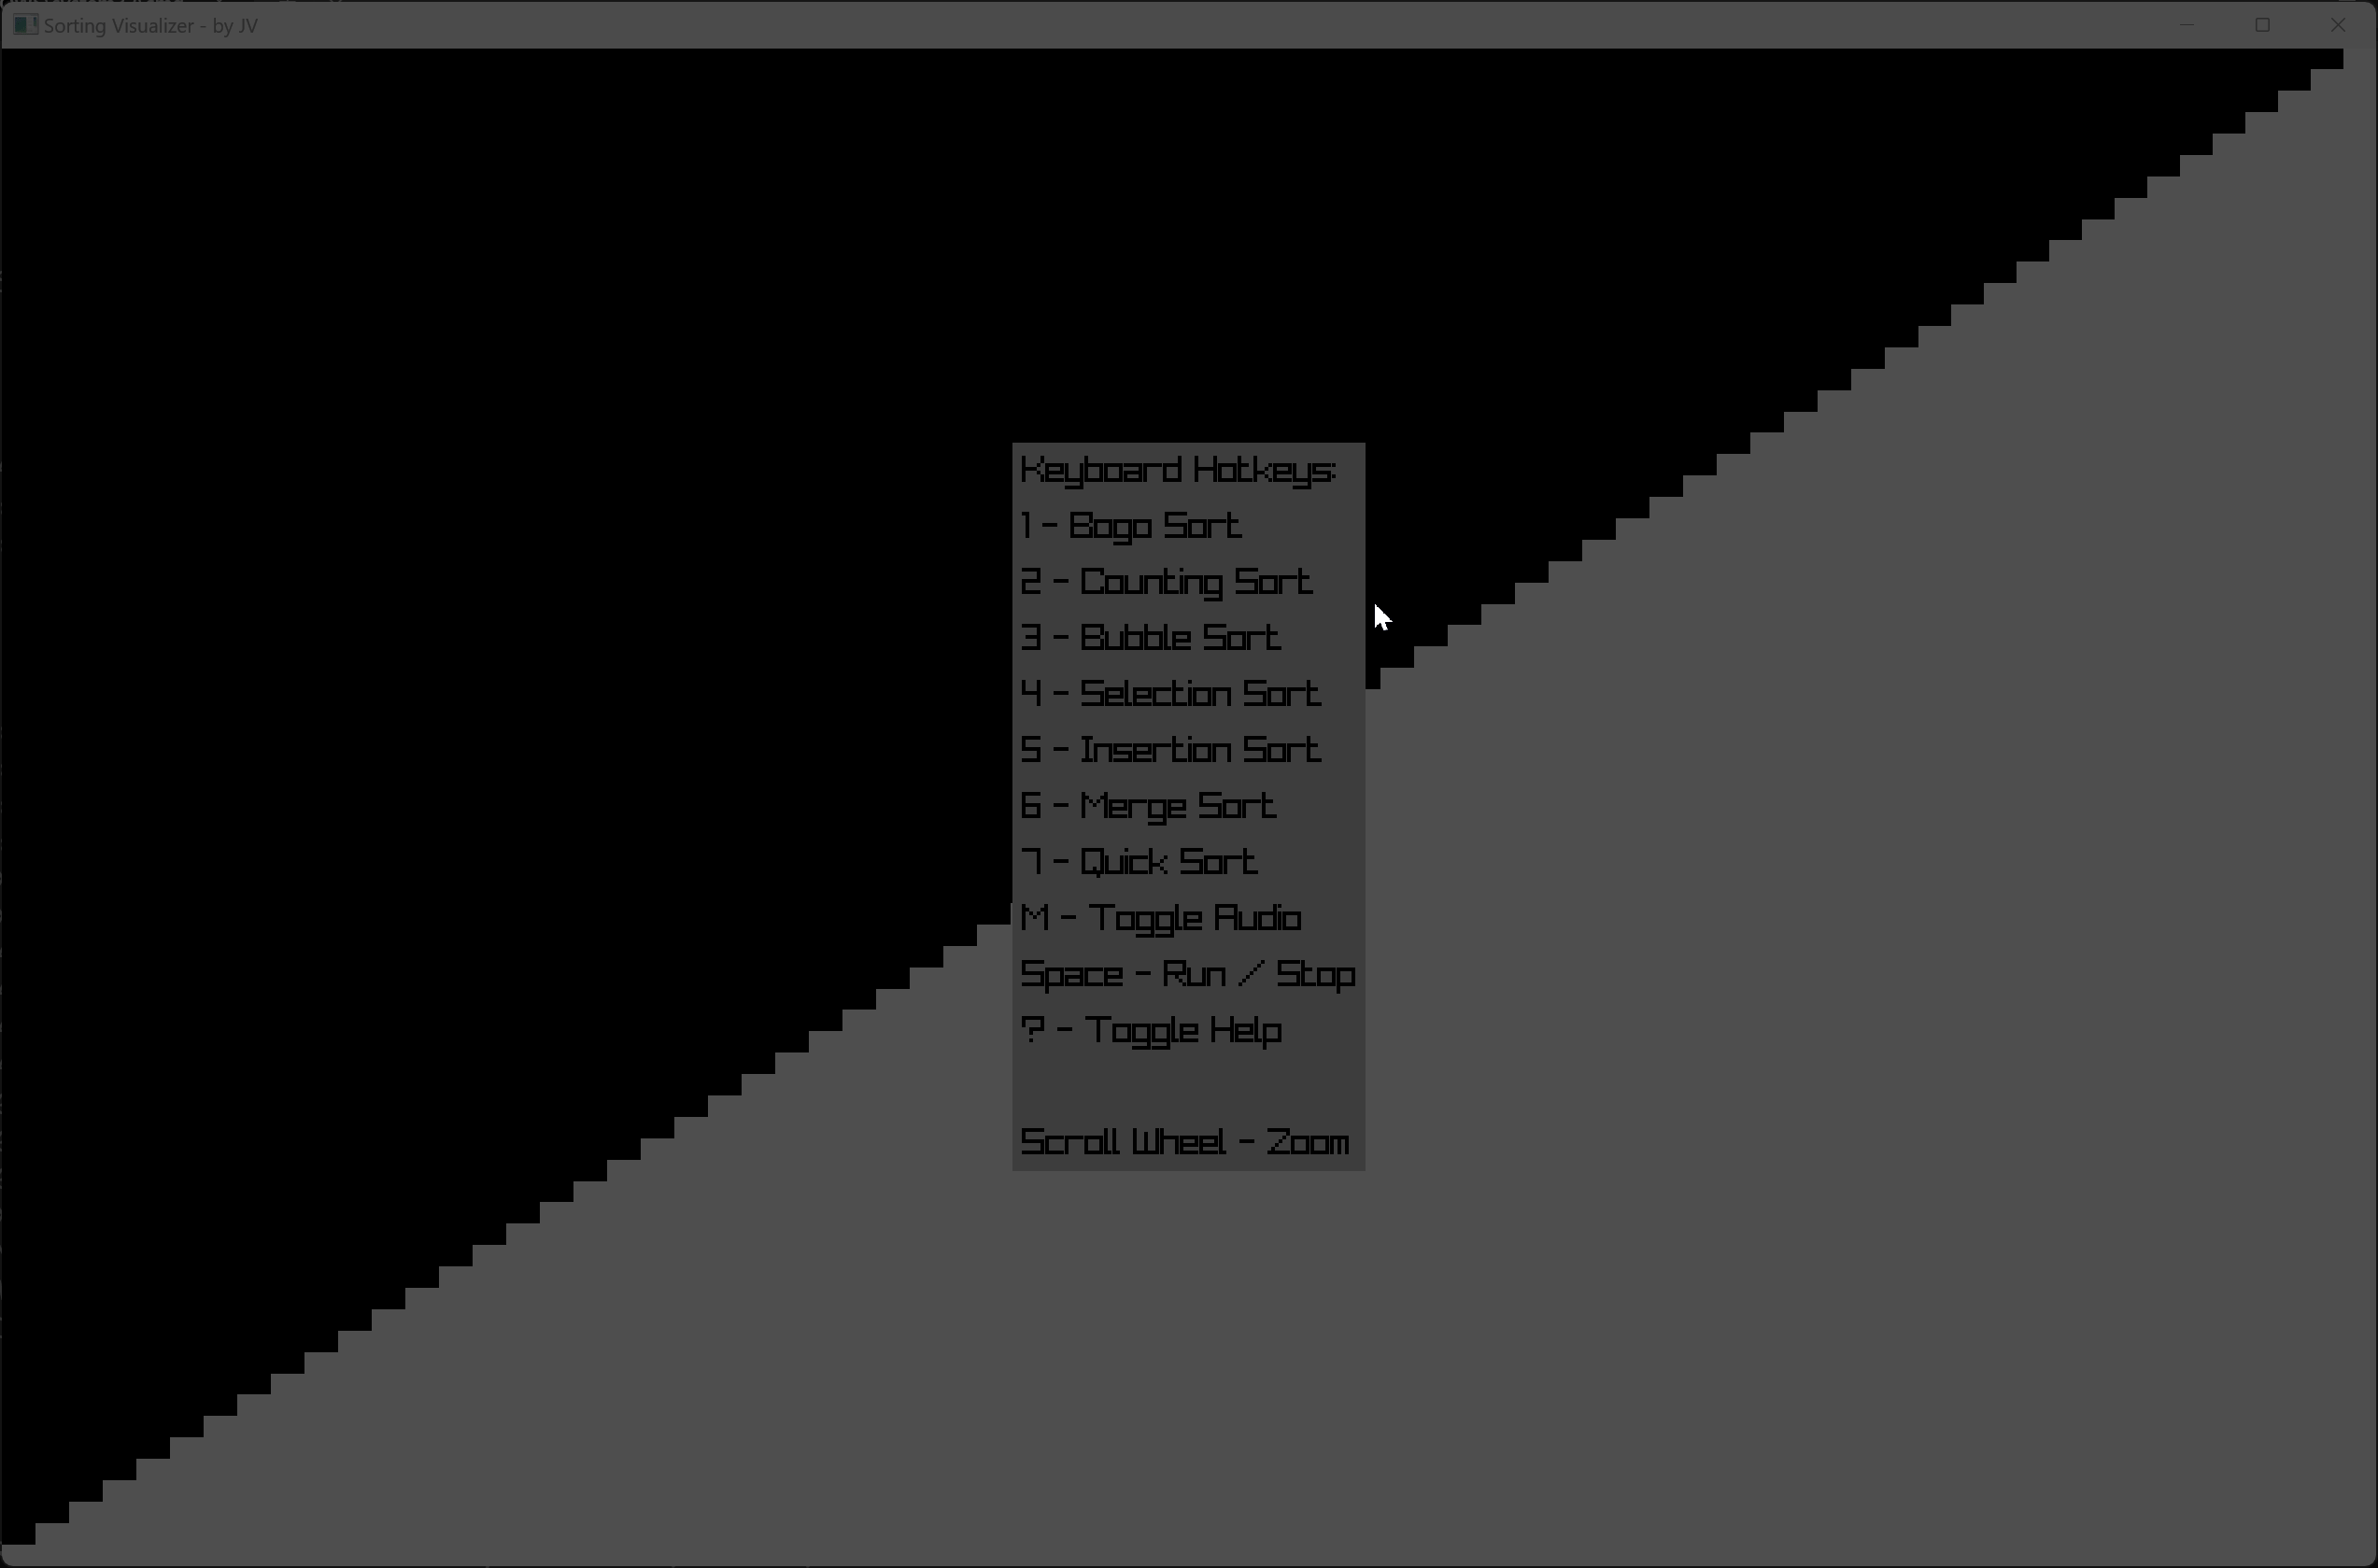 Sorting Visualizer - by JV
Keyboard Hotkeys:
1 - Bogo Sort
2 - Counting Sort
3 - Bubble Sort
4 - Selection Sort
5 - Insertion Sort
6 - Merge Sort
7 - Quick Sort
M - Toggle Audio
Space - Run / Stop
? - Toggle Help
Scroll Wheel - Zoom